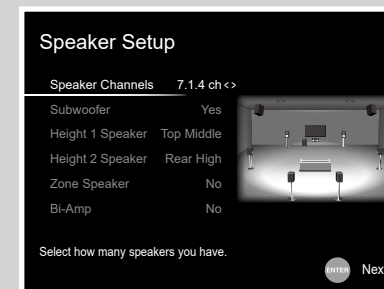 Speaker Setup
Speaker Channels 7.1.4 ch <>
Subwoofer Yes
Height 1 Speaker Top Middle
Height 2 Speaker Rear High
Zone Speaker No
Bi-Amp No
Select how many speakers you have.
ENTER Nex